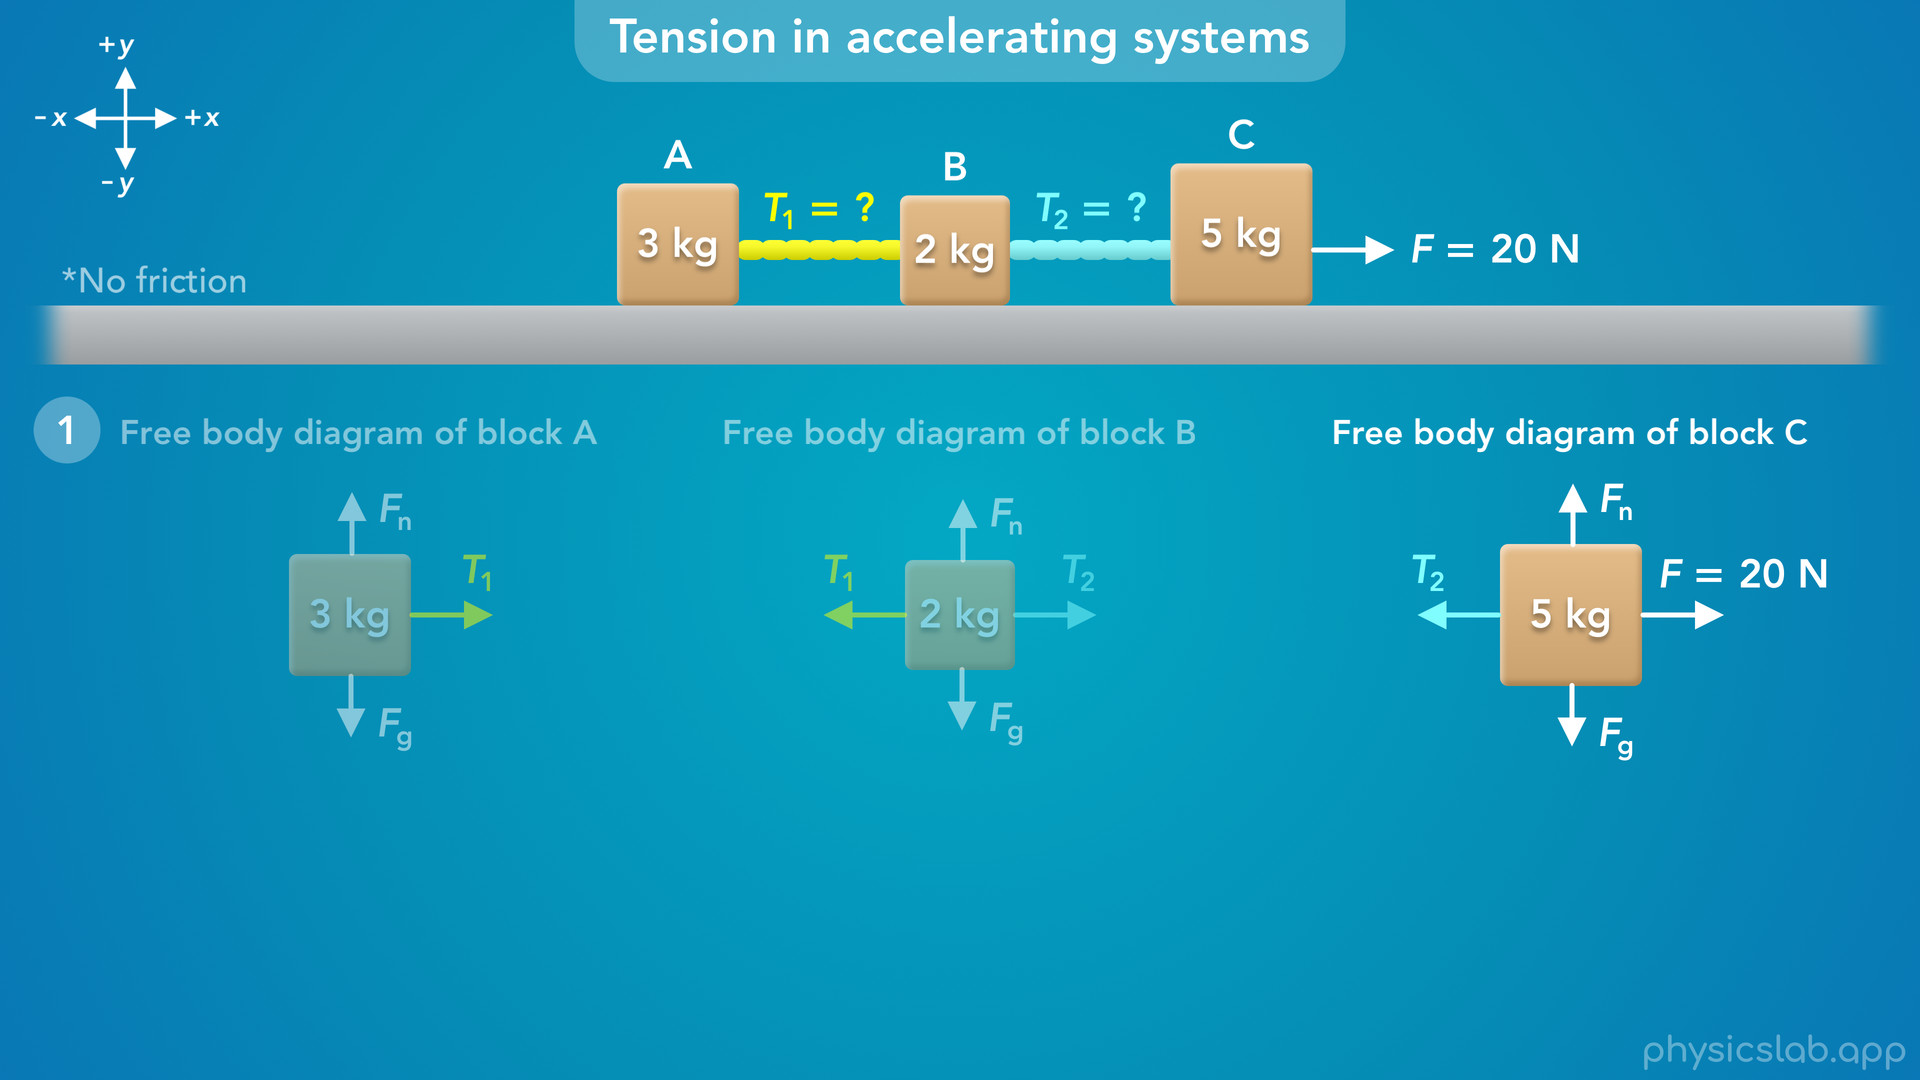 Tension in accelerating systems
+y
-x
+x
-y
A
B
C
T1 = ?
T2 = ?
3 kg
2 kg
5 kg
F = 20 N
*No friction
1
Free body diagram of block A
Free body diagram of block B
Free body diagram of block C
Fn
T1
3 kg
Fg
Fn
T1
T2
2 kg
Fg
Fn
T2
F = 20 N
5 kg
Fg
physicslab.app